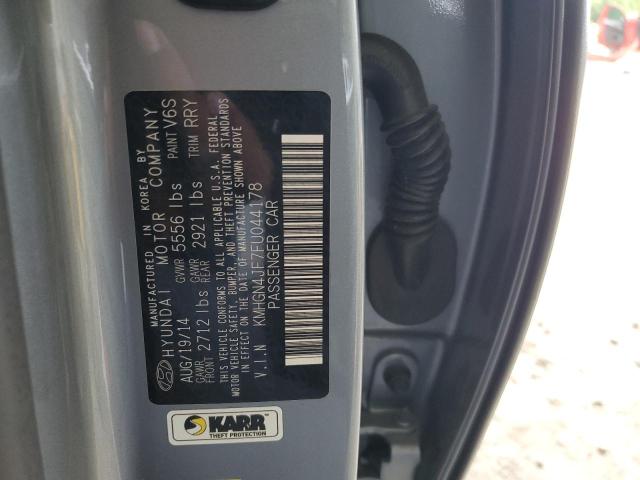 MANUFACTURED IN KOREA BY
HYUNDAI MOTOR COMPANY
AUG/19/14 GVWR 5556 lbs PAINT V6S
GAWR FRONT 2712 lbs GAWR REAR 2921 lbs TRIM RRY
THIS VEHICLE CONFORMS TO ALL APPLICABLE U.S.A. FEDERAL
MOTOR VEHICLE SAFETY, BUMPER, AND THEFT PREVENTION STANDARDS
IN EFFECT ON THE DATE OF MANUFACTURE SHOWN ABOVE
V.I.N KMHGN4JF7FU044178
PASSENGER CAR
KARR
THEFT PROTECTION